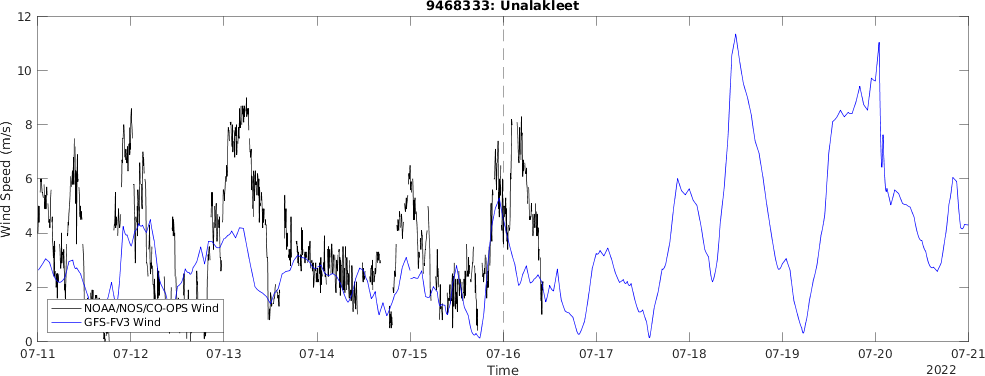 9468333: Unalakleet
Wind Speed (m/s)
12
10
8
6
4
2
0
NOAA/NOS/CO-OPS Wind
GFS-FV3 Wind
07-11 07-12 07-13 07-14 07-15 07-16 07-17 07-18 07-19 07-20 07-21
Time
2022